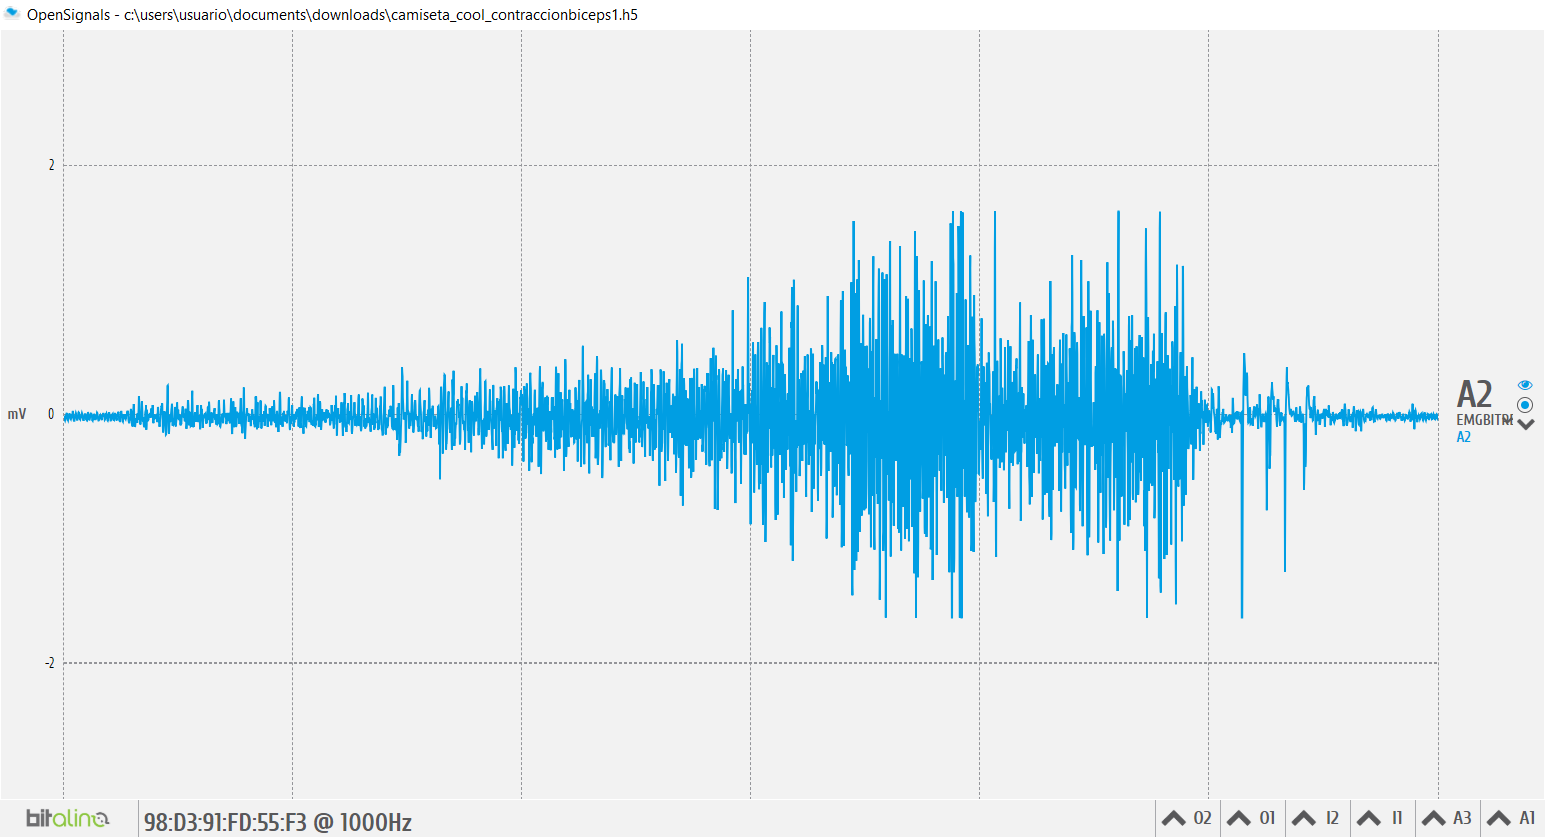 OpenSignals - c:\users\usuario\documents\downloads\camiseta_cool_contraccionbiceps1.h5
2
mV 0
-2
A2
EMGBITRE
A2
bitalino
98:D3:91:FD:55:F3 @ 1000Hz
O2 O1 I2 I1 A3 A1